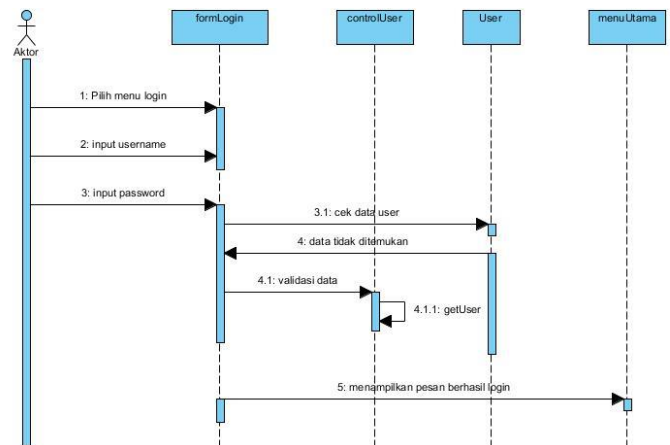 formLogin
controlUser
User
menuUtama
Aktor
1: Pilih menu login
2: input username
3: input password
3.1: cek data user
4: data tidak ditemukan
4.1: validasi data
4.1.1: getUser
5: menampilkan pesan berhasil login